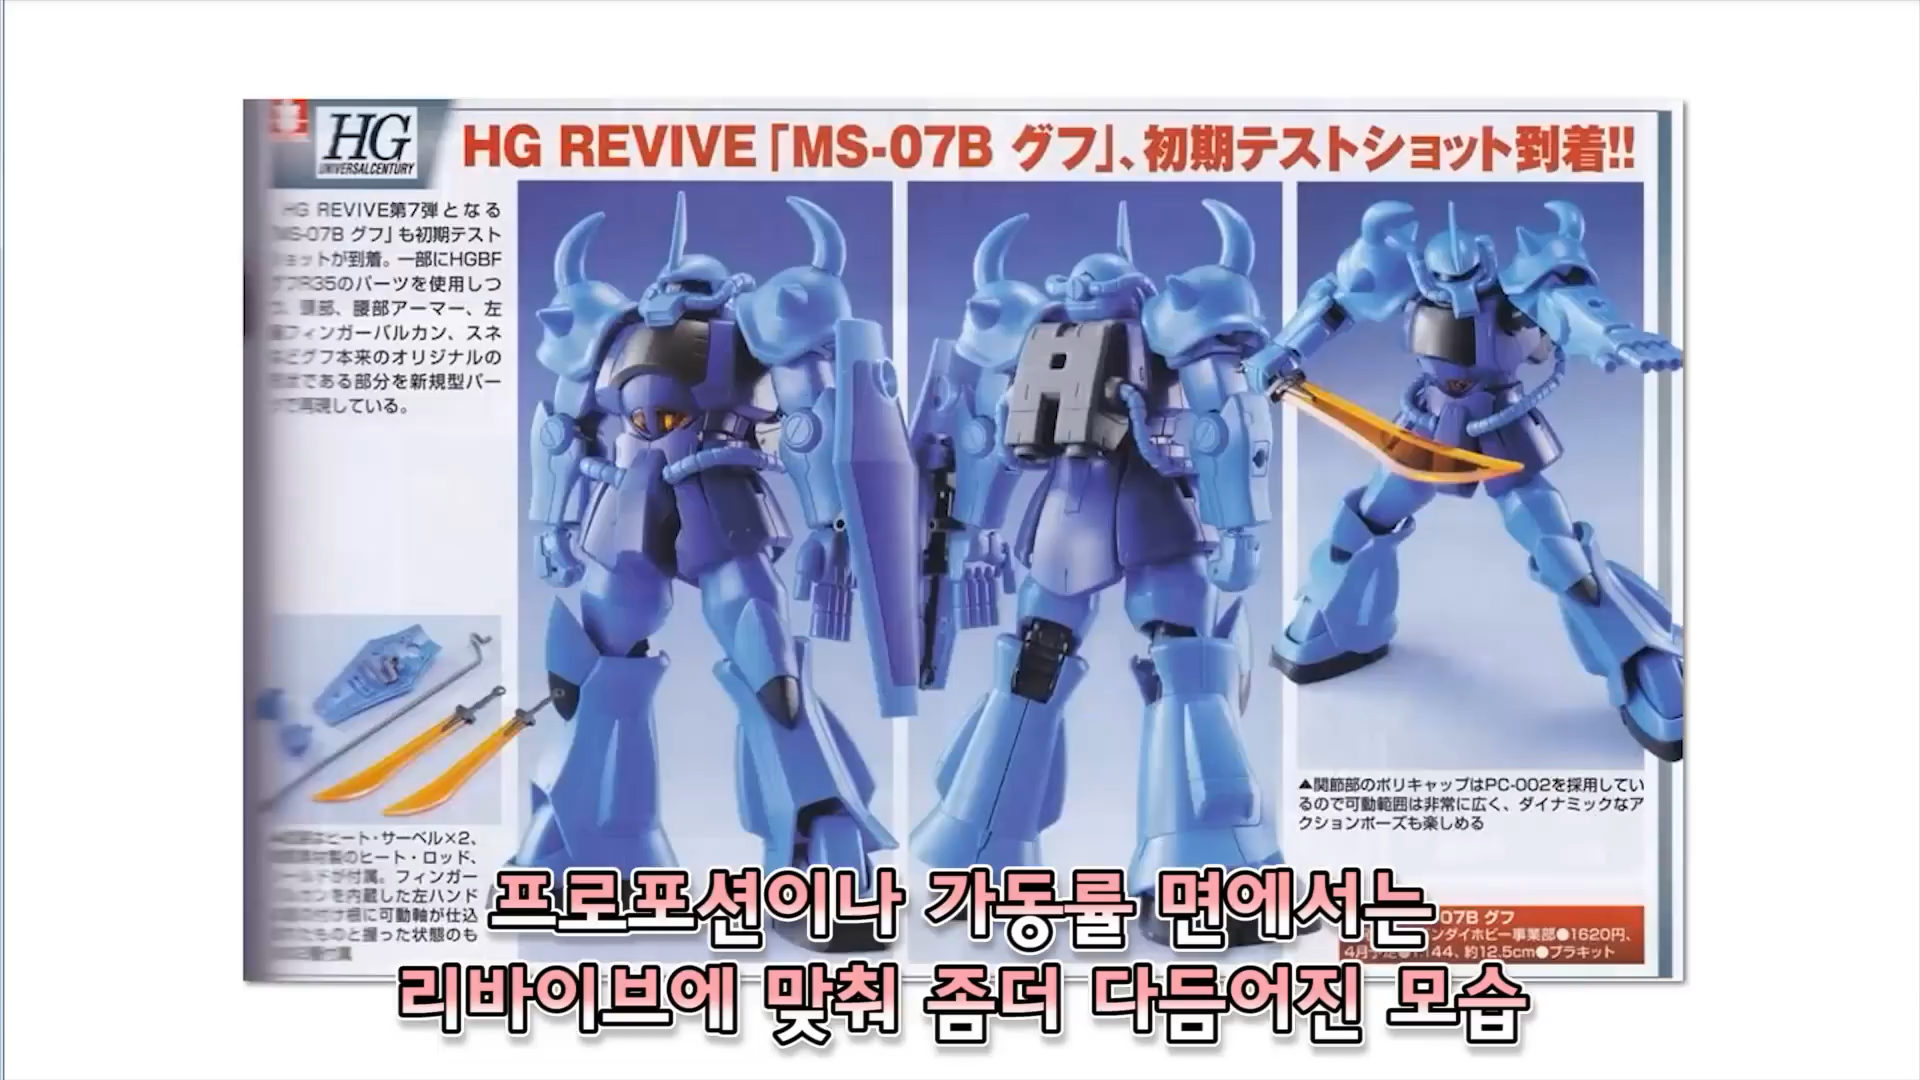 HG
UNIVERSAL CENTURY
HG REVIVE「MS-07B グフ」、初期テストショット到着!!
HG REVIVE第7弾となる
「MS-07B グフ」も初期テスト
ョットが到着。一部にHGBF
R35のパーツを使用しつ
頭部、腰部アーマー、左
フィンガーバルカン、スネ
どグフ本来のオリジナルの
である部分を新規型パー
で再現している。
ヒート・サーベル×2、
製のヒート・ロッド、
が付属。フィンガー
を内蔵した左ハンド
付け根に可動軸が仕込
ものと握った状態のも
▲関節部のポリキャップはPC-002を採用してい
るので可動範囲は非常に広く、ダイナミックなア
クションポーズも楽しめる
07B グフ
ンダイホビー事業部●1620円、
4月予定●1:144、約12.5cm●プラキット
프로포션이나 가동률 면에서는
리바이브에 맞춰 좀더 다듬어진 모습